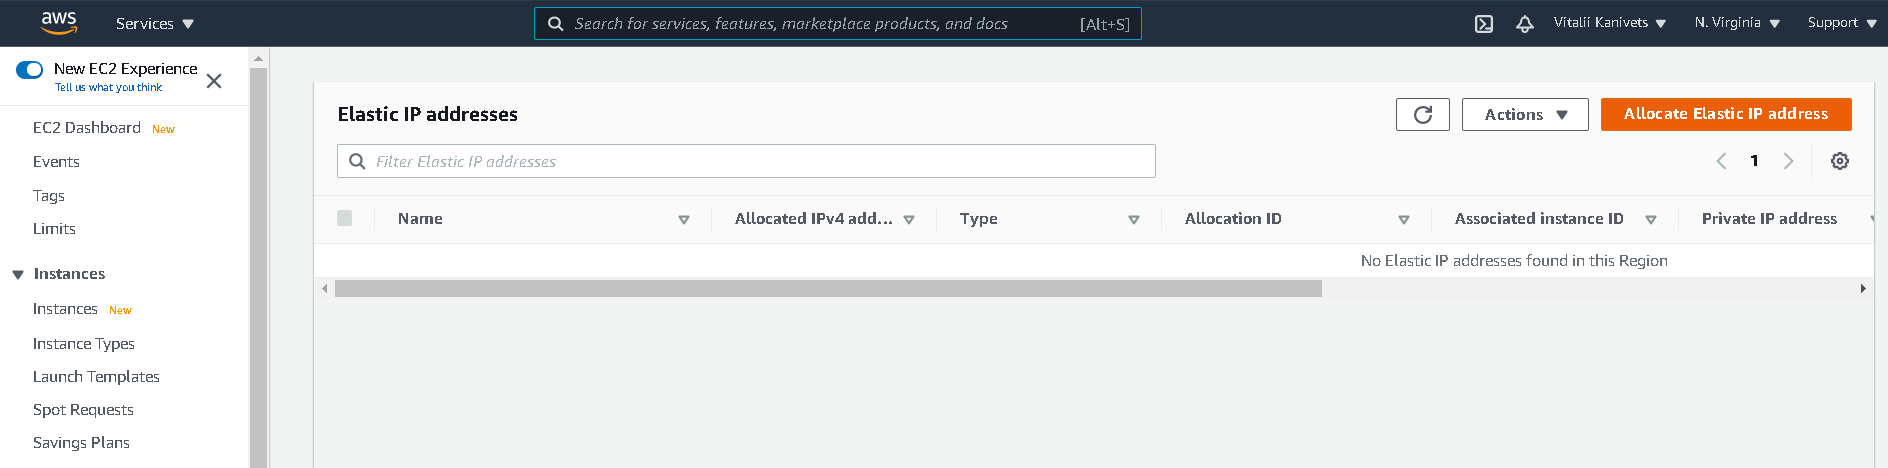 aws
Services
Search for services, features, marketplace products, and docs [Alt+S]
Vitalii Kanivets
N. Virginia
Support
New EC2 Experience
Tell us what you think
EC2 Dashboard New
Events
Tags
Limits
Instances
Instances New
Instance Types
Launch Templates
Spot Requests
Savings Plans
Elastic IP addresses
Actions
Allocate Elastic IP address
Filter Elastic IP addresses
1
Name Allocated IPv4 add... Type Allocation ID Associated instance ID Private IP address
No Elastic IP addresses found in this Region